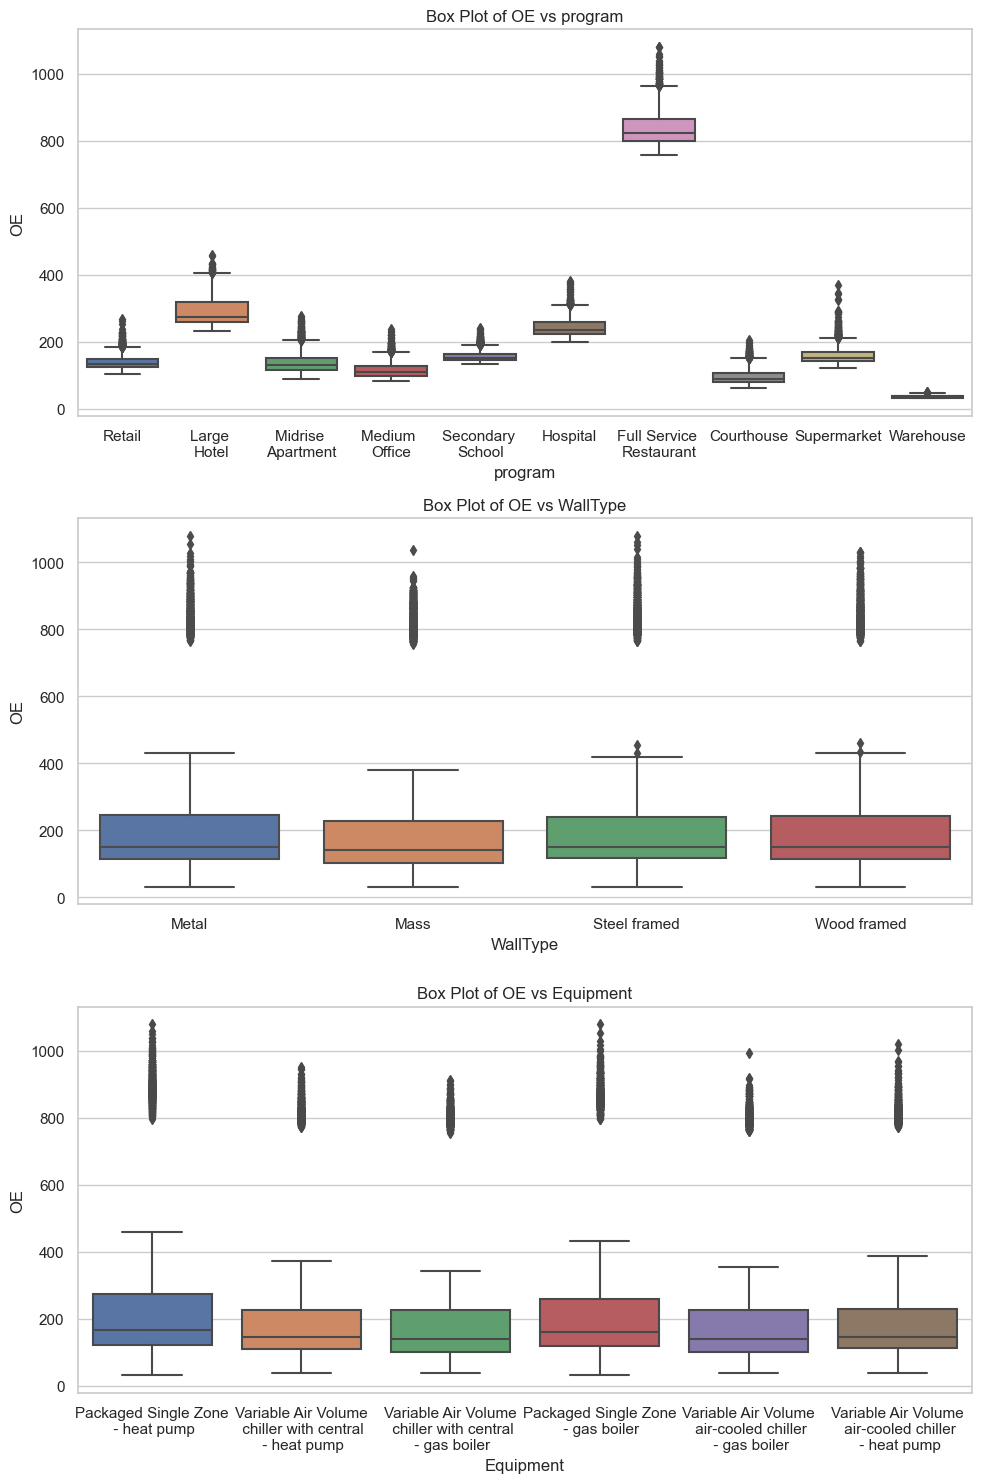 Box Plot of OE vs program
1000
800
600
400
200
0
OE
Retail Large Midrise Medium Secondary Hospital Full Service Courthouse Supermarket Warehouse
Hotel Apartment Office School Restaurant
program
Box Plot of OE vs WallType
1000
800
600
400
200
0
OE
Metal Mass Steel framed Wood framed
WallType
Box Plot of OE vs Equipment
1000
800
600
400
200
0
OE
Packaged Single Zone Variable Air Volume Variable Air Volume Packaged Single Zone Variable Air Volume Variable Air Volume
- heat pump chiller with central chiller with central - gas boiler air-cooled chiller air-cooled chiller
- heat pump - gas boiler - gas boiler - heat pump
Equipment